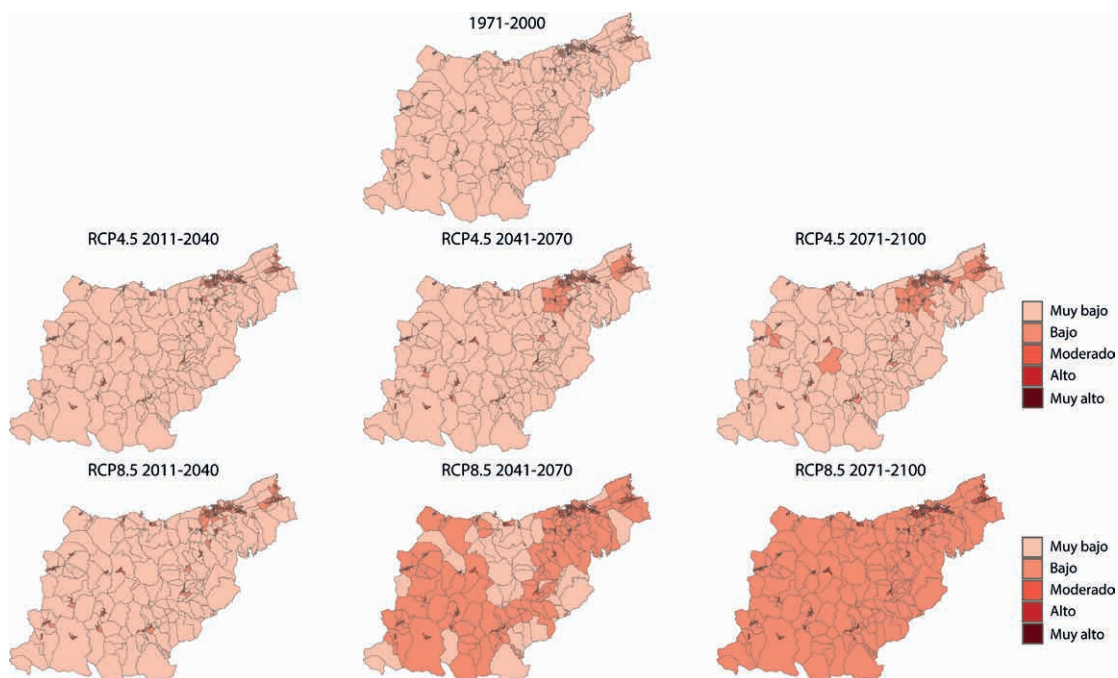 1971-2000
RCP4.5 2011-2040
RCP4.5 2041-2070
RCP4.5 2071-2100
Muy bajo
Bajo
Moderado
Alto
Muy alto
RCP8.5 2011-2040
RCP8.5 2041-2070
RCP8.5 2071-2100
Muy bajo
Bajo
Moderado
Alto
Muy alto